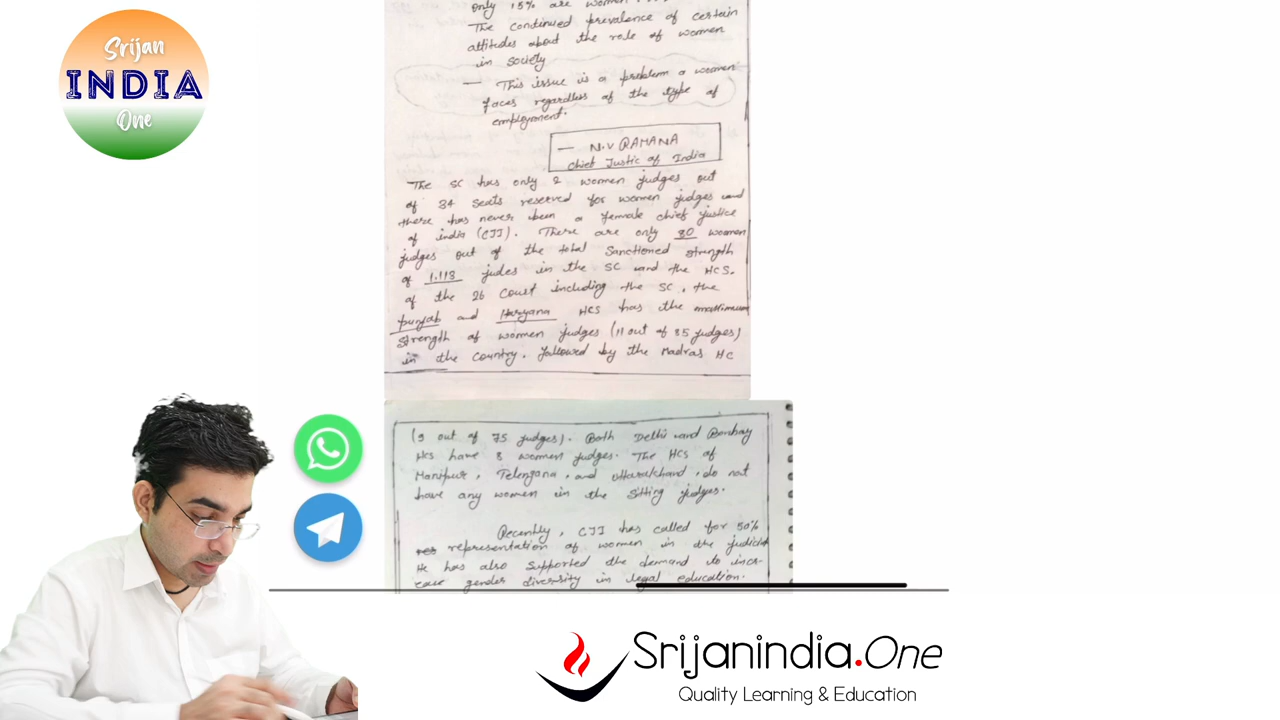 Srijan
INDIA
One
only 15% are women
The continued prevalence of certain
attitudes about the role of women
in society
— This issue is a problem a women
faces regardless of the type of
employment.
— N.V RAMANA
Chief Justic of India
The SC has only 2 women judges out
of 34 seats reserved for women judges and
there has never been a female chief justice
of india (CJI). There are only 80 women
judges out of the total Sanctioned strength
of 1.113 judes in the SC and the HCS.
of the 26 Court including the SC, the
punjab and Haryana HCS has the
strength of women judges (11 out of 85 judges)
in the country. followed by the Madras HC
(9 out of 75 judges). Both Delhi and Bombay
HCS have 8 women judges. The HCS of
Manipur, Telengana, and uttarakhand, do not
have any women in the sitting judges.
Recently, CJI has called for 50%
representation of women in the
He has also supported the demand to incr-
ease gender diversity in legal education.
Srijanindia.One
Quality Learning & Education